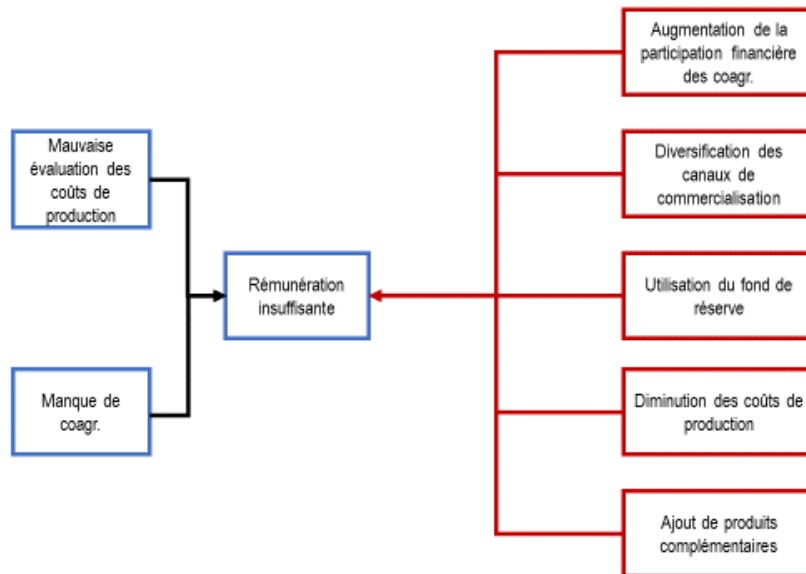 Mauvaise
évaluation des
coûts de
production
Manque de
coagr.
Rémunération
insuffisante
Augmentation de la
participation financière
des coagr.
Diversification des
canaux de
commercialisation
Utilisation du fond de
réserve
Diminution des coûts de
production
Ajout de produits
complémentaires